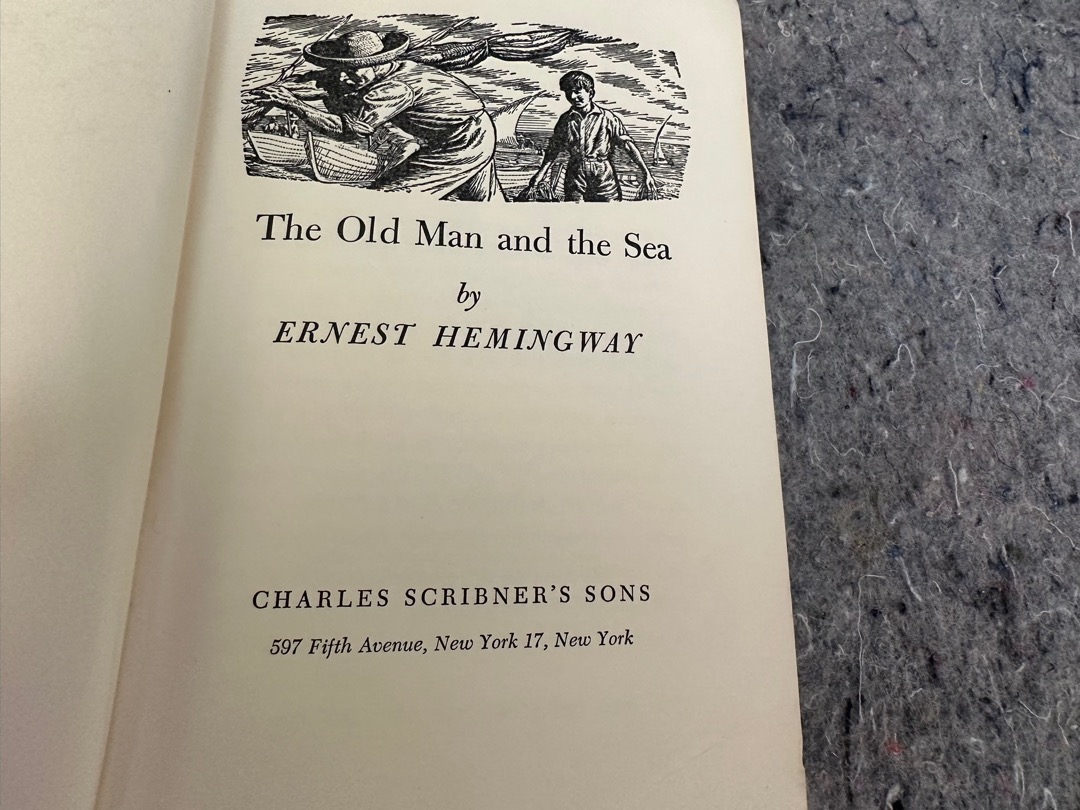 The Old Man and the Sea
by
ERNEST HEMINGWAY
CHARLES SCRIBNER'S SONS
597 Fifth Avenue, New York 17, New York